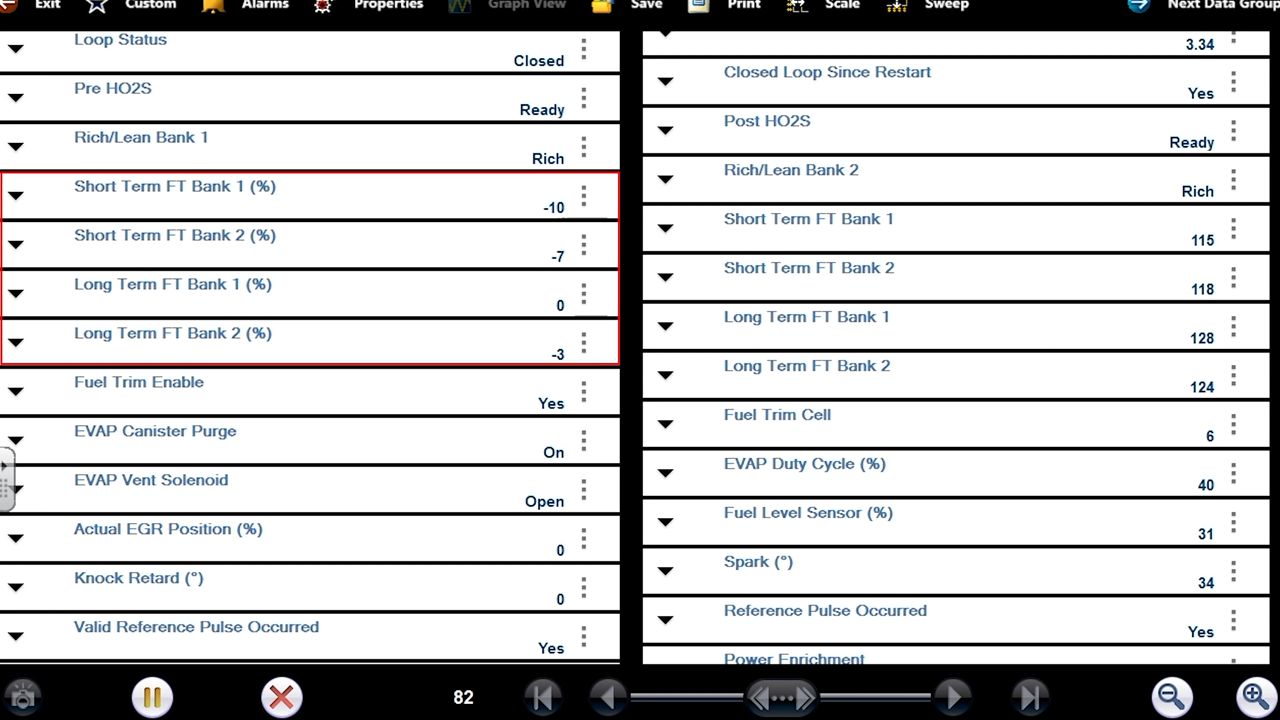 Exit Custom Alarms Properties Graph View Save Print Scale Sweep Next Data Group
Loop Status
Closed
Pre HO2S
Ready
Rich/Lean Bank 1
Rich
Short Term FT Bank 1 (%)
-10
Short Term FT Bank 2 (%)
-7
Long Term FT Bank 1 (%)
0
Long Term FT Bank 2 (%)
-3
Fuel Trim Enable
Yes
EVAP Canister Purge
On
EVAP Vent Solenoid
Open
Actual EGR Position (%)
0
Knock Retard (°)
0
Valid Reference Pulse Occurred
Yes
3.34
Closed Loop Since Restart
Yes
Post HO2S
Ready
Rich/Lean Bank 2
Rich
Short Term FT Bank 1
115
Short Term FT Bank 2
118
Long Term FT Bank 1
128
Long Term FT Bank 2
124
Fuel Trim Cell
6
EVAP Duty Cycle (%)
40
Fuel Level Sensor (%)
31
Spark (°)
34
Reference Pulse Occurred
Yes
Power Enrichment
82